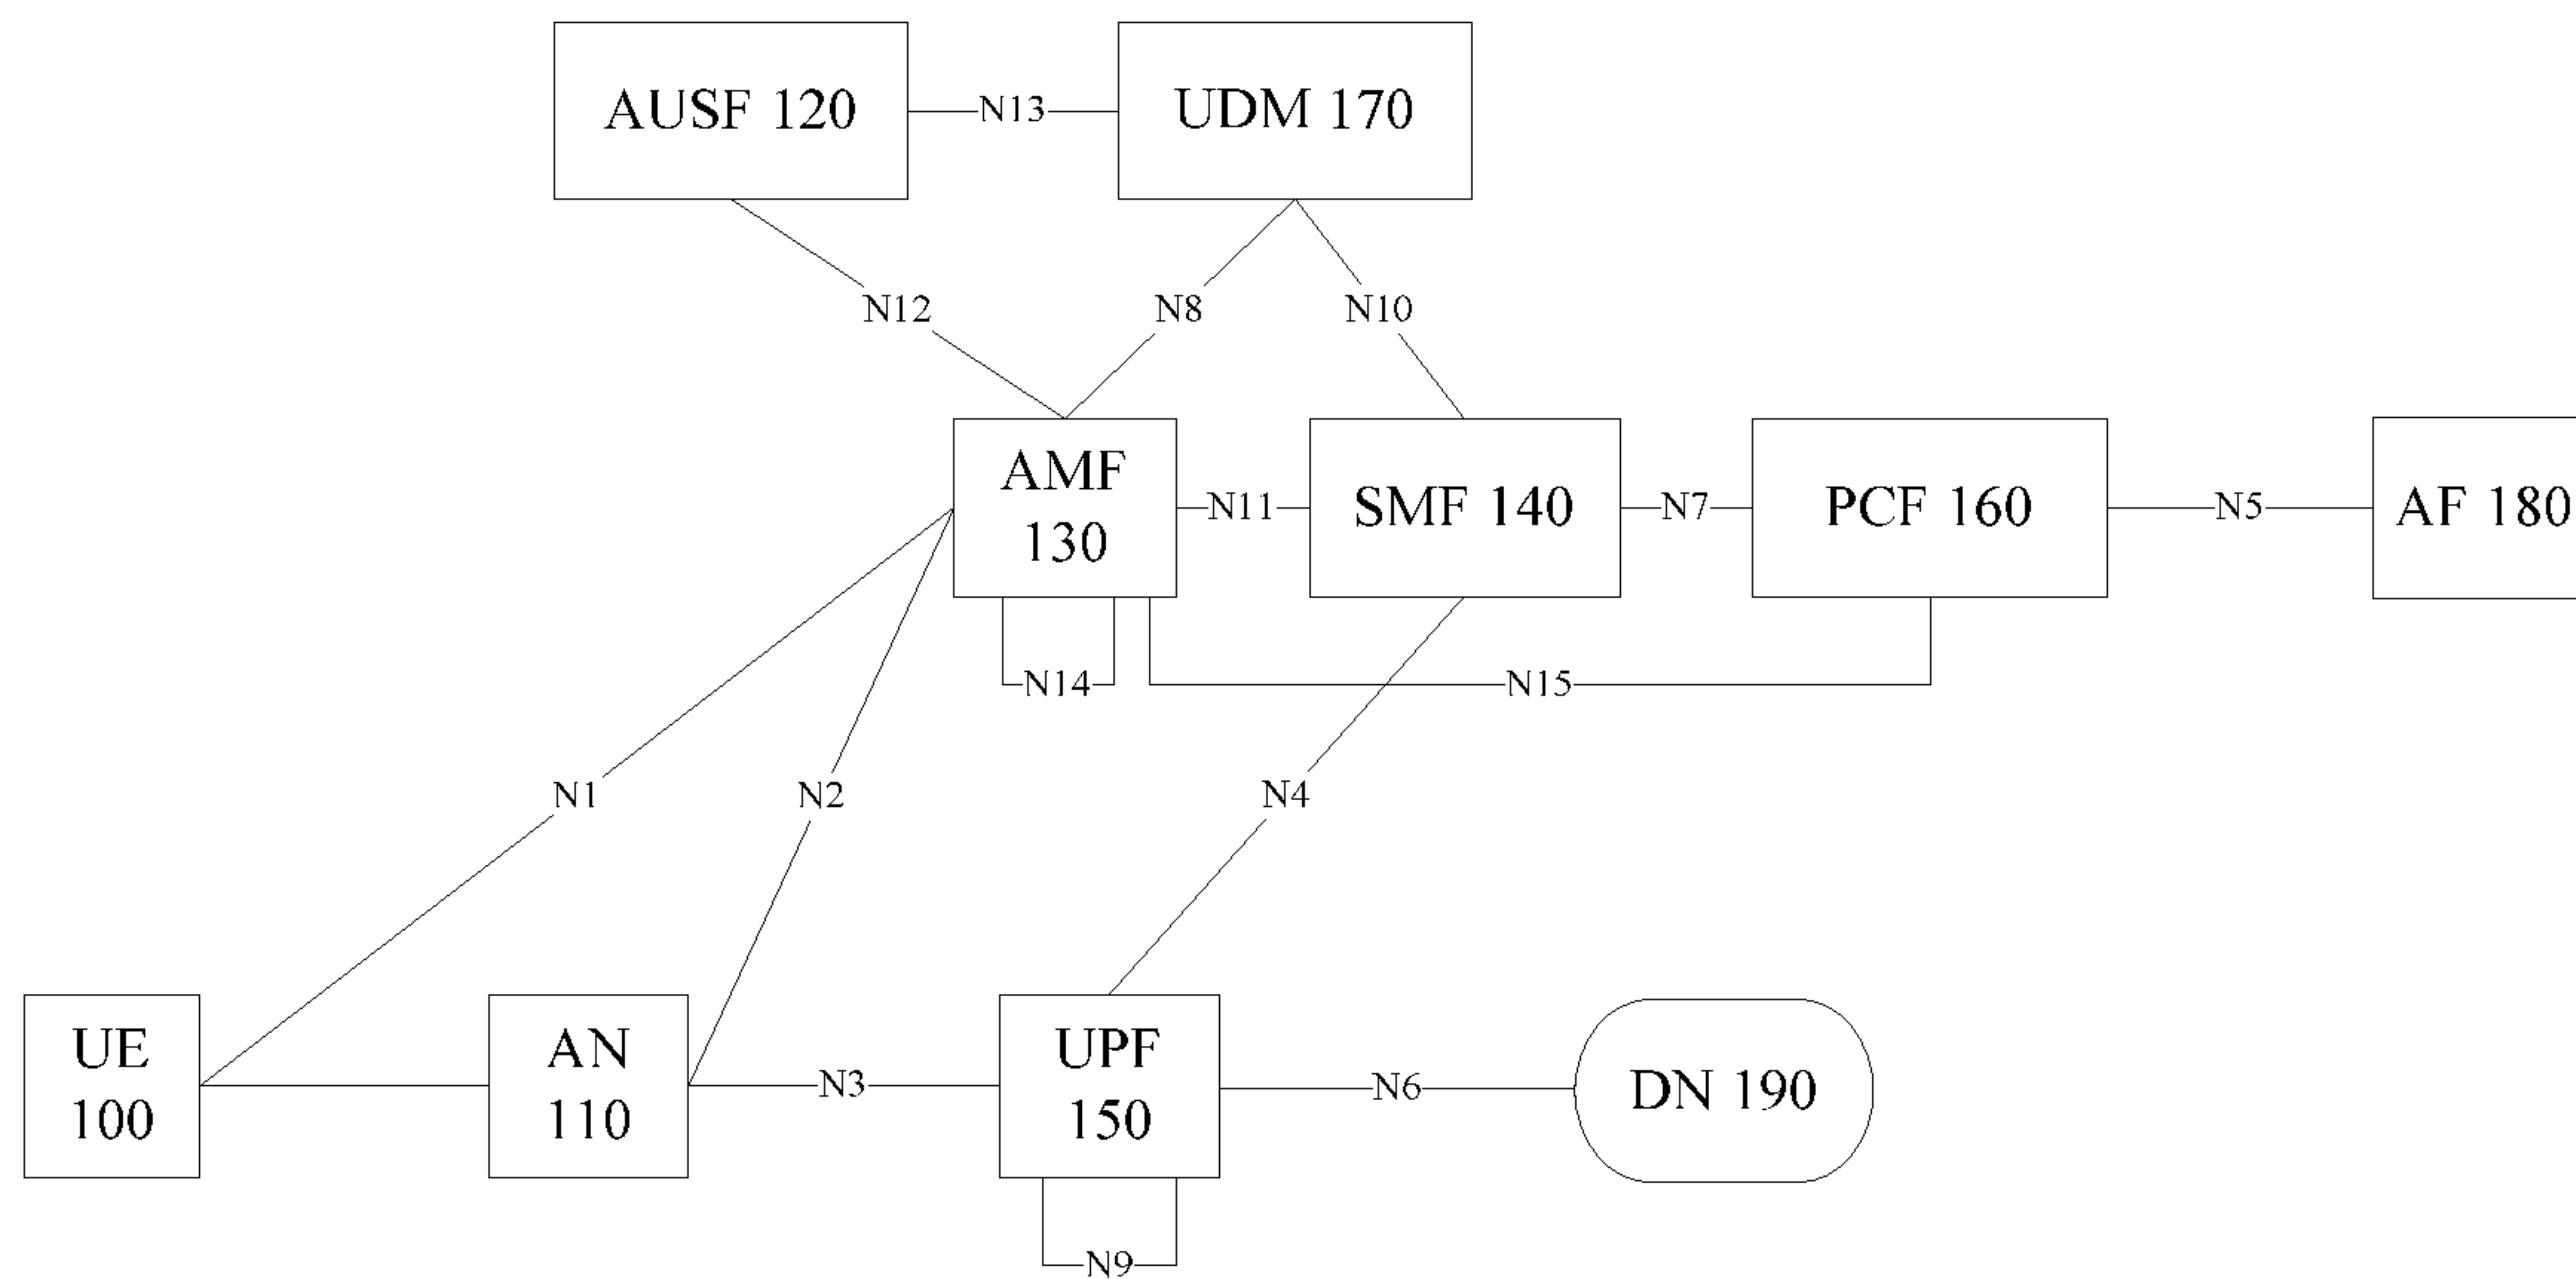 AUSF 120
N13
UDM 170
N12
N8
N10
AMF
130
N11
SMF 140
N7
PCF 160
N5
AF 180
N14
N15
N1
N2
N4
UE
100
AN
110
N3
UPF
150
N6
DN 190
N9